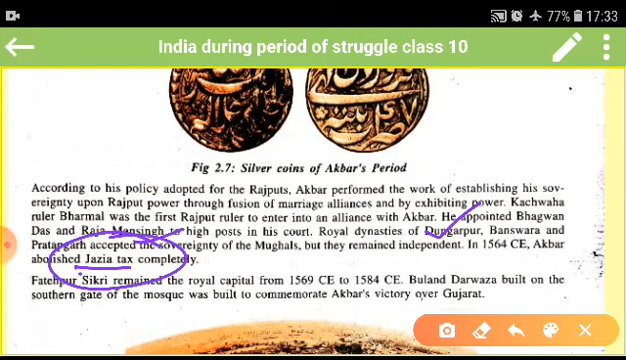 77% 17:33
India during period of struggle class 10
Fig 2.7: Silver coins of Akbar's Period
According to his policy adopted for the Rajputs, Akbar performed the work of establishing his sov-
ereignty upon Rajput power through fusion of marriage alliances and by exhibiting power. Kachwaha
ruler Bharmal was the first Rajput ruler to enter into an alliance with Akbar. He appointed Bhagwan
Das and Raja Mansingh to high posts in his court. Royal dynasties of Dungarpur, Banswara and
Pratapgarh accepted the sovereignty of the Mughals, but they remained independent. In 1564 CE, Akbar
abolished Jazia tax completely.
Fatehpur Sikri remained the royal capital from 1569 CE to 1584 CE. Buland Darwaza built on the
southern gate of the mosque was built to commemorate Akbar's victory over Gujarat.